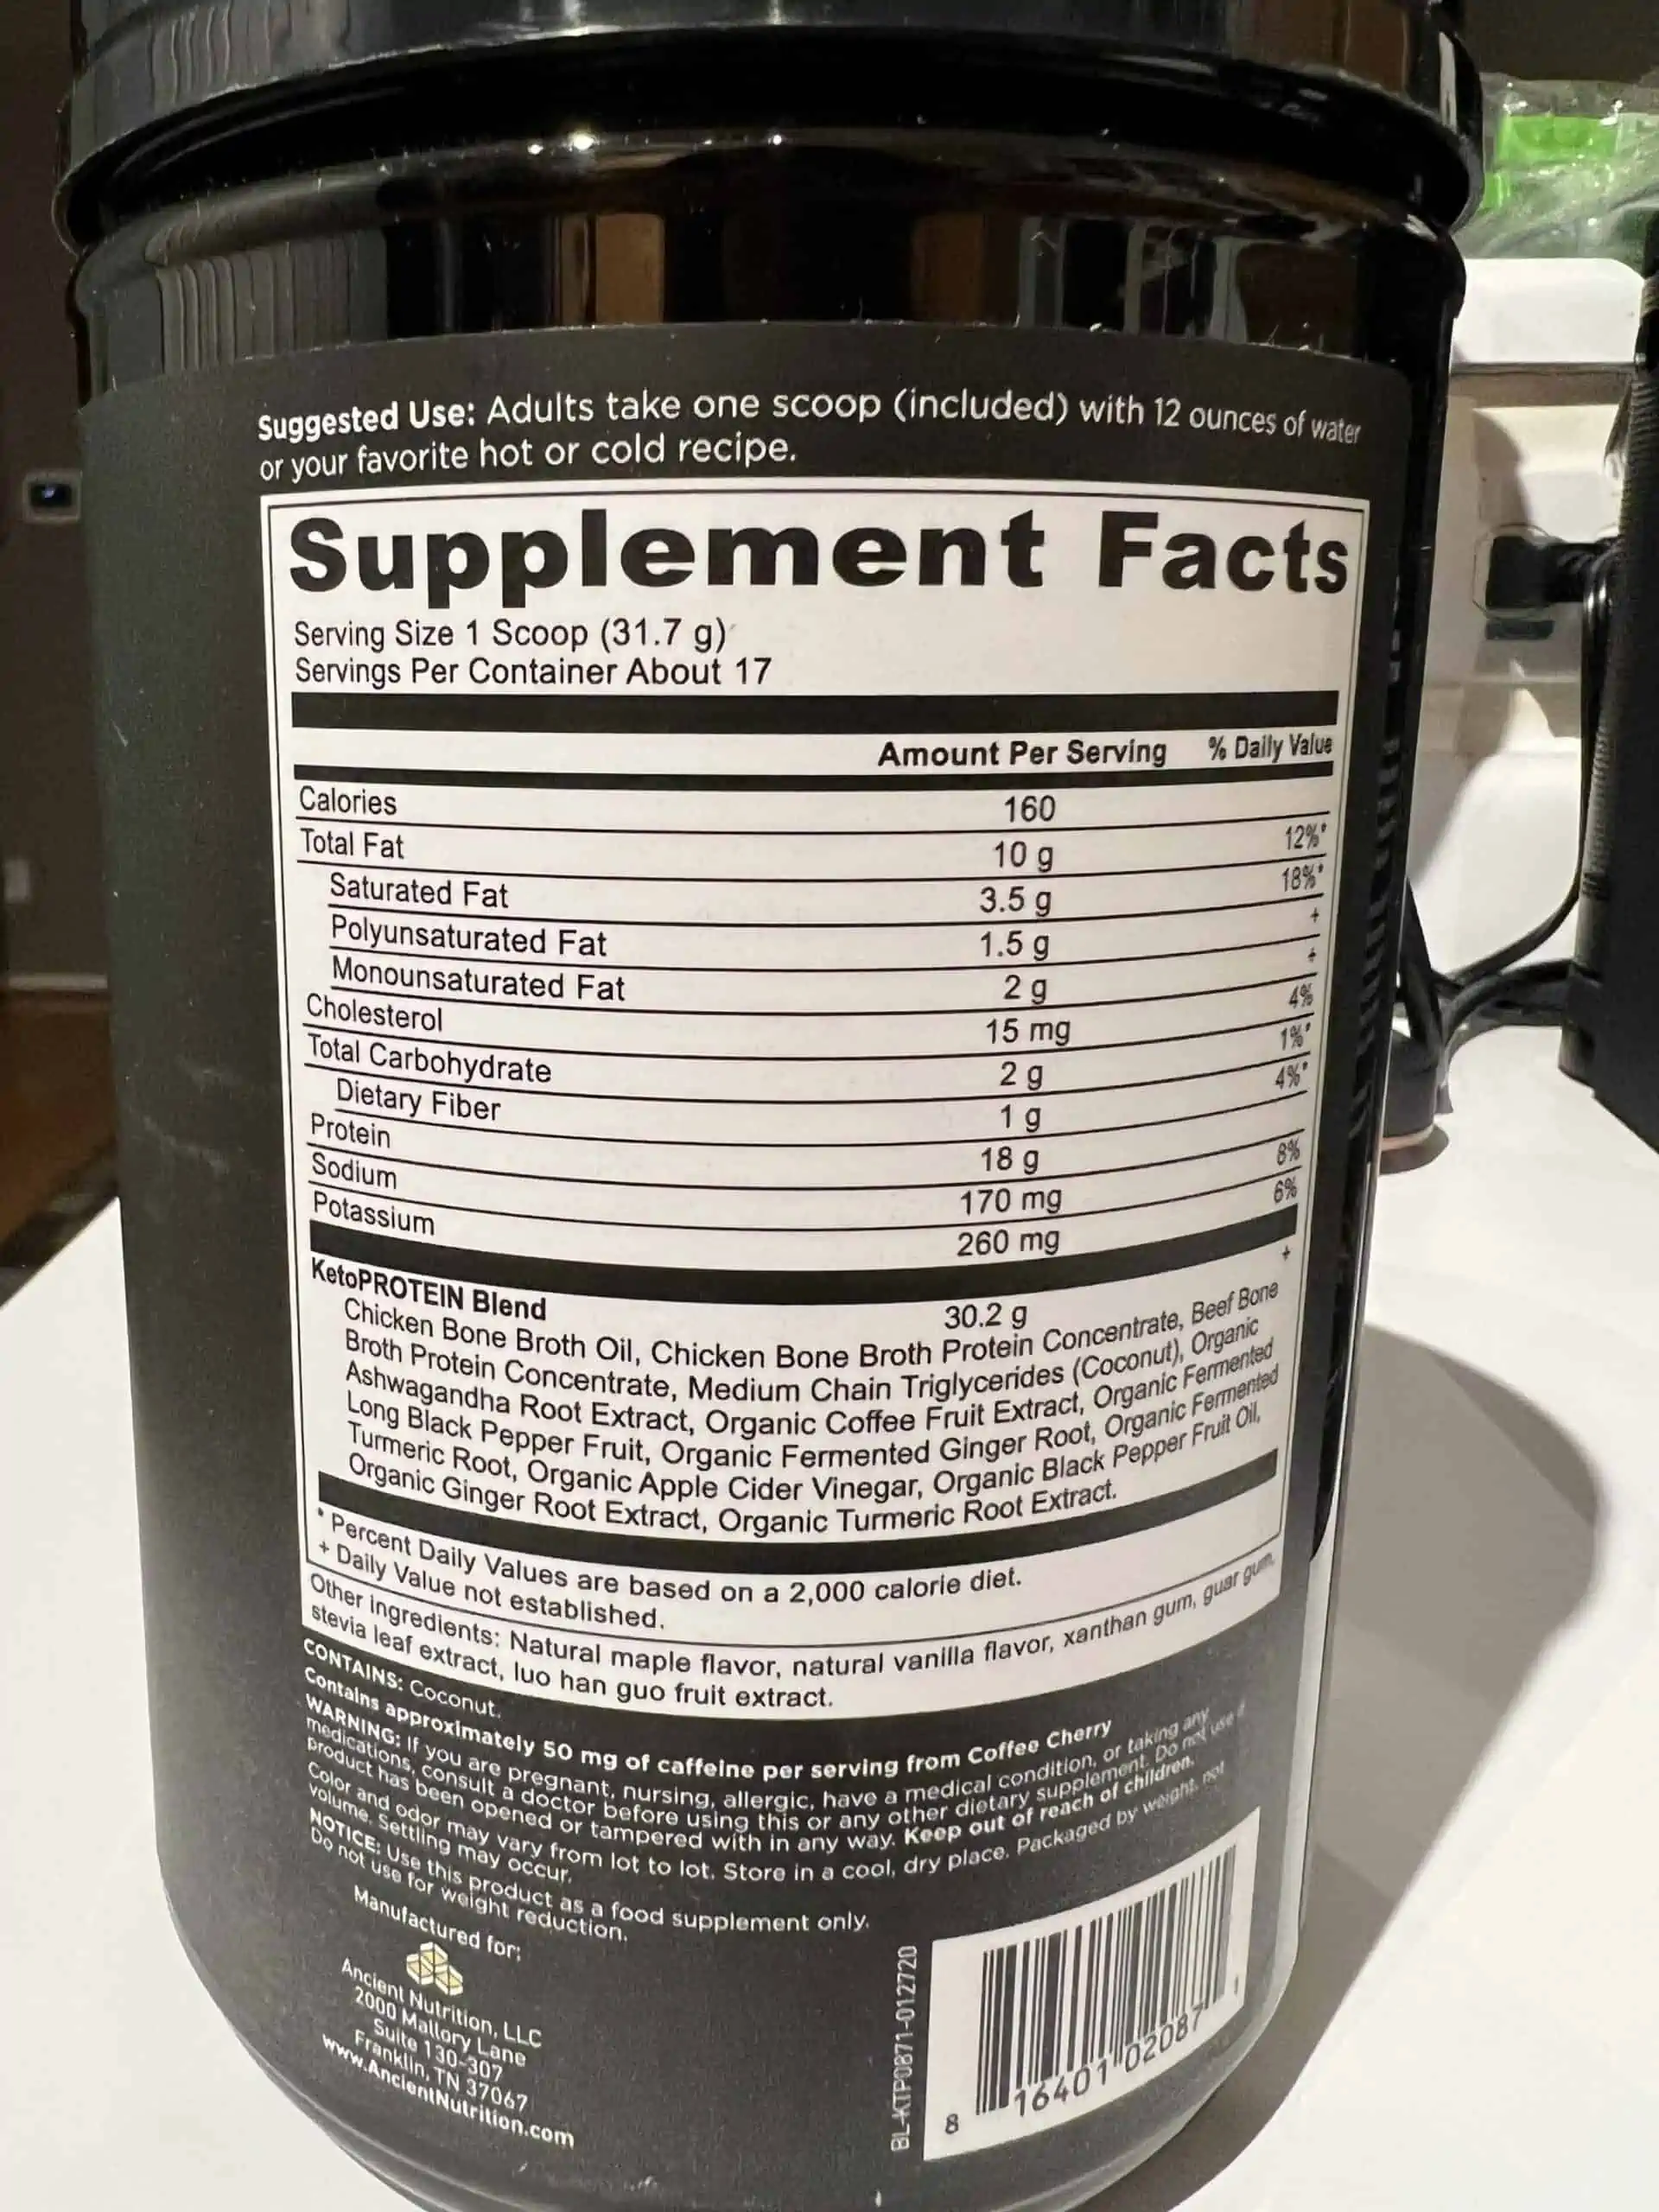 Suggested Use: Adults take one scoop (included) with 12 ounces of water
or your favorite hot or cold recipe.
Supplement Facts
Serving Size 1 Scoop (31.7 g)
Servings Per Container About 17
Amount Per Serving % Daily Value
Calories 160
Total Fat 10 g 12%*
Saturated Fat 3.5 g 18%*
Polyunsaturated Fat 1.5 g +
Monounsaturated Fat 2 g +
Cholesterol 15 mg 4%
Total Carbohydrate 2 g 1%*
Dietary Fiber 1 g 4%*
Protein 18 g
Sodium 170 mg 8%
Potassium 260 mg 6%
KetoPROTEIN Blend 30.2 g +
Chicken Bone Broth Oil, Chicken Bone Broth Protein Concentrate, Beef Bone
Broth Protein Concentrate, Medium Chain Triglycerides (Coconut), Organic
Ashwagandha Root Extract, Organic Coffee Fruit Extract, Organic Fermented
Long Black Pepper Fruit, Organic Fermented Ginger Root, Organic Fermented
Turmeric Root, Organic Apple Cider Vinegar, Organic Black Pepper Fruit Oil,
Organic Ginger Root Extract, Organic Turmeric Root Extract.
* Percent Daily Values are based on a 2,000 calorie diet.
+ Daily Value not established.
Other ingredients: Natural maple flavor, natural vanilla flavor, xanthan gum, guar gum,
stevia leaf extract, luo han guo fruit extract.
CONTAINS: Coconut.
Contains approximately 50 mg of caffeine per serving from Coffee Cherry
WARNING: If you are pregnant, nursing, allergic, have a medical condition, or taking any
medications, consult a doctor before using this or any other dietary supplement. Do not use if
product has been opened or tampered with in any way. Keep out of reach of children.
Color and odor may vary from lot to lot. Store in a cool, dry place. Packaged by weight, not
volume. Settling may occur.
NOTICE: Use this product as a food supplement only.
Do not use for weight reduction.
Manufactured for:
Ancient Nutrition, LLC
2000 Mallory Lane
Suite 130-307
Franklin, TN 37067
www.AncientNutrition.com
BL-KTP0871-012720
8 16401 02087 1